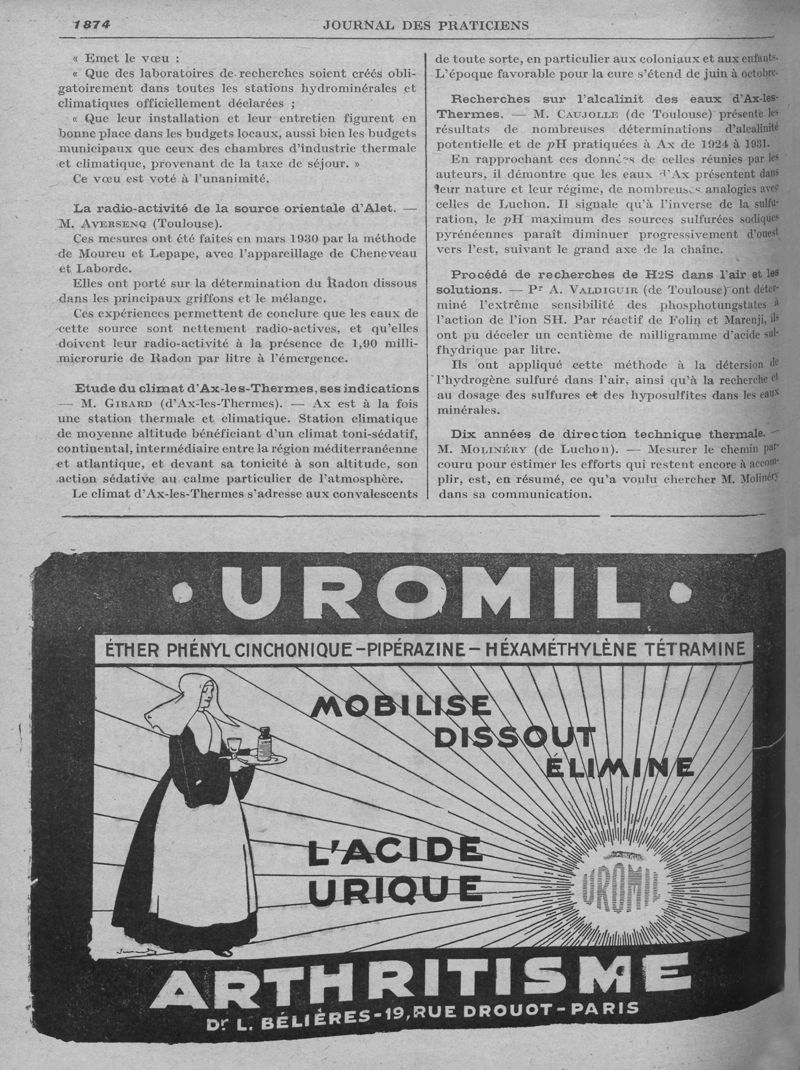 1874
JOURNAL DES PRATICIENS
« Emet le vœu :
« Que des laboratoires de recherches soient créés obli-
gatoirement dans toutes les stations hydrominérales et
climatiques officiellement déclarées ;
« Que leur installation et leur entretien figurent en
bonne place dans les budgets locaux, aussi bien les budgets
municipaux que ceux des chambres d'industrie thermale
et climatique, provenant de la taxe de séjour. »
Ce vœu est voté à l'unanimité.
La radio-activité de la source orientale d'Alet. —
M. AVERSENQ (Toulouse).
Ces mesures ont été faites en mars 1930 par la méthode
de Moureu et Lepape, avec l'appareillage de Cheneveau
et Laborde.
Elles ont porté sur la détermination du Radon dissous
dans les principaux griffons et le mélange.
Ces expériences permettent de conclure que les eaux de
cette source sont nettement radio-actives, et qu'elles
doivent leur radio-activité à la présence de 1,90 milli-
microrurie de Radon par litre à l'émergence.
Etude du climat d'Ax-les-Thermes, ses indications
— M. GIRARD (d'Ax-les-Thermes). — Ax est à la fois
une station thermale et climatique. Station climatique
de moyenne altitude bénéficiant d'un climat toni-sédatif,
continental, intermédiaire entre la région méditerranéenne
et atlantique, et devant sa tonicité à son altitude, son
action sédative au calme particulier de l'atmosphère.
Le climat d'Ax-les-Thermes s'adresse aux convalescents
de toute sorte, en particulier aux coloniaux et aux enfants.
L'époque favorable pour la cure s'étend de juin à octobre.
Recherches sur l'alcalinit des eaux d'Ax-les-
Thermes. — M. CAUJOLLE (de Toulouse) présente les
résultats de nombreuses déterminations d'alcalinité
potentielle et de pH pratiquées à Ax de 1924 à 1931.
En rapprochant ces données de celles réunies par les
auteurs, il démontre que les eaux d'Ax présentent dans
leur nature et leur régime, de nombreuses analogies avec
celles de Luchon. Il signale qu'à l'inverse de la sulfu-
ration, le pH maximum des sources sulfurées sodiques
pyrénéennes paraît diminuer progressivement d'ouest
vers l'est, suivant le grand axe de la chaîne.
Procédé de recherches de H2S dans l'air et les
solutions. — Pr A. VALDIGUIR (de Toulouse) ont déter-
miné l'extrême sensibilité des phosphotungstates à
l'action de l'ion SH. Par réactif de Folin et Marenji, ils
ont pu déceler un centième de milligramme d'acide sul-
fhydrique par litre.
Ils ont appliqué cette méthode à la détersion de
l'hydrogène sulfuré dans l'air, ainsi qu'à la recherche et
au dosage des sulfures et des hyposulfites dans les eaux
minérales.
Dix années de direction technique thermale. —
M. MOLINÉRY (de Luchon). — Mesurer le chemin par-
couru pour estimer les efforts qui restent encore à accom-
plir, est, en résumé, ce qu'a voulu chercher M. Molinéry
dans sa communication.
· UROMIL ·
ÉTHER PHÉNYL CINCHONIQUE - PIPÉRAZINE - HÉXAMÉTHYLÈNE TÉTRAMINE
MOBILISE
DISSOUT
ÉLIMINE
L'ACIDE
URIQUE
UROMIL
ARTHRITISME
Dr L. BÉLIÈRES - 19, RUE DROUOT - PARIS